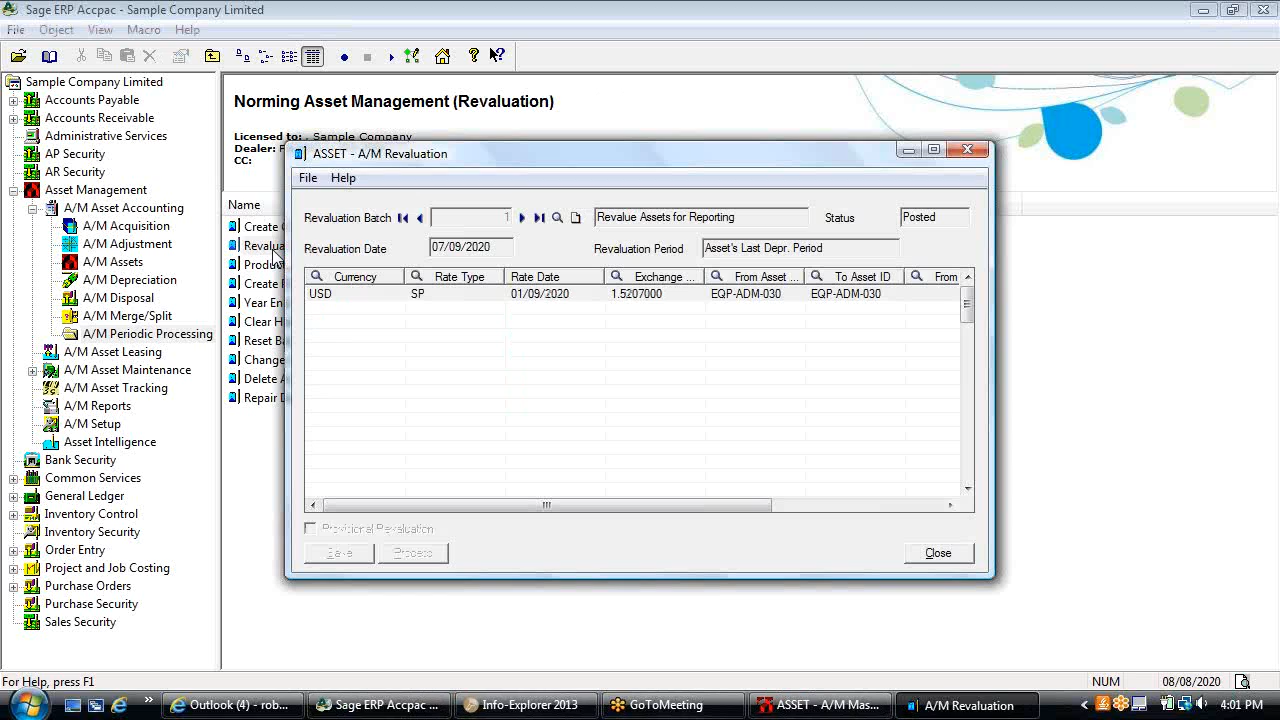 Sage ERP Accpac - Sample Company Limited
File Object View Macro Help
Sample Company Limited
Accounts Payable
Accounts Receivable
Administrative Services
AP Security
AR Security
Asset Management
A/M Asset Accounting
A/M Acquisition
A/M Adjustment
A/M Assets
A/M Depreciation
A/M Disposal
A/M Merge/Split
A/M Periodic Processing
A/M Asset Leasing
A/M Asset Maintenance
A/M Asset Tracking
A/M Reports
A/M Setup
Asset Intelligence
Bank Security
Common Services
General Ledger
Inventory Control
Inventory Security
Order Entry
Project and Job Costing
Purchase Orders
Purchase Security
Sales Security
Norming Asset Management (Revaluation)
Licensed to: , Sample Company
Dealer:
CC:
Name
Create
Revalua
Create
Year En
Clear H
Reset Ba
Change
Delete A
Repair D
ASSET - A/M Revaluation
File Help
Revaluation Batch 1 Revalue Assets for Reporting Status Posted
Revaluation Date 07/09/2020 Revaluation Period Asset's Last Depr. Period
Currency Rate Type Rate Date Exchange ... From Asset ... To Asset ID From
USD SP 01/09/2020 1.5207000 EQP-ADM-030 EQP-ADM-030
Provisional Revaluation
Save Process Close
For Help, press F1 NUM 08/08/2020
Outlook (4) - rob... Sage ERP Accpac ... Info-Explorer 2013 GoToMeeting ASSET - A/M Mas... A/M Revaluation 4:01 PM